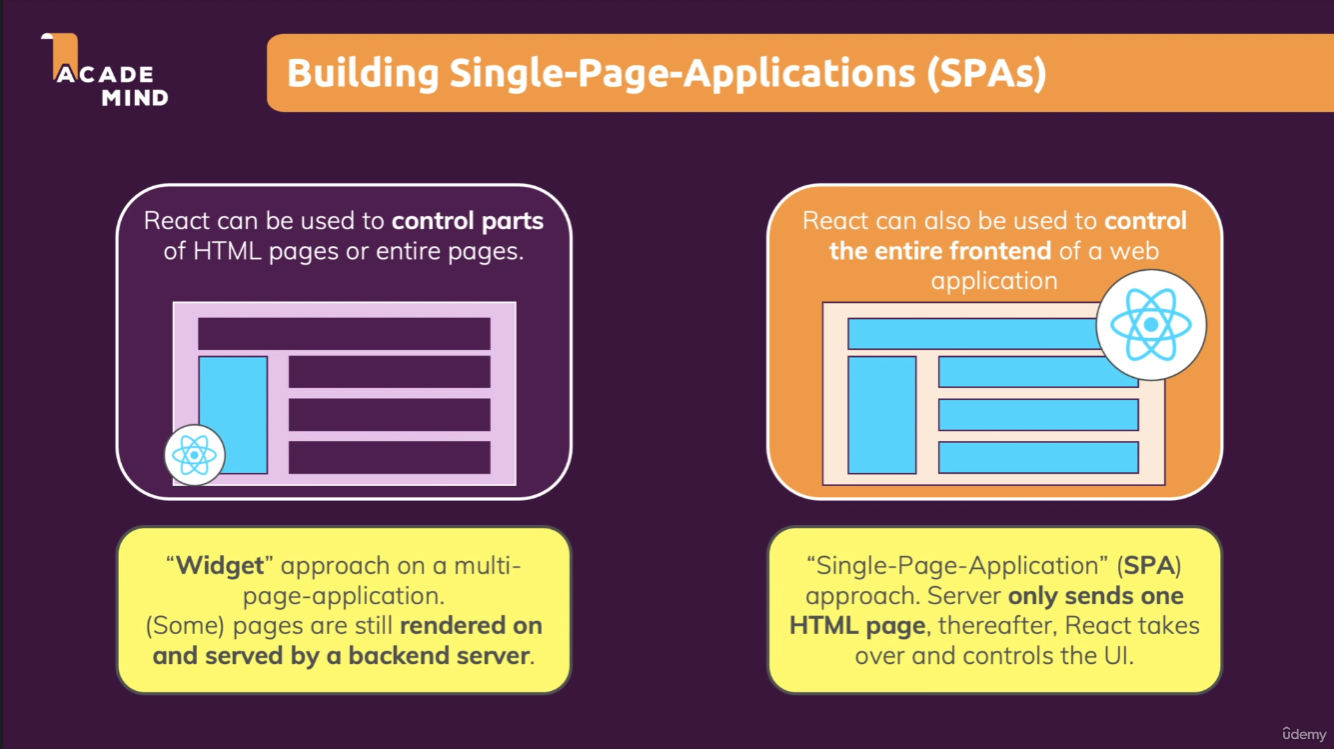 ACADE
MIND
Building Single-Page-Applications (SPAs)
React can be used to control parts
of HTML pages or entire pages.
React can also be used to control
the entire frontend of a web
application
“Widget” approach on a multi-
page-application.
(Some) pages are still rendered on
and served by a backend server.
“Single-Page-Application” (SPA)
approach. Server only sends one
HTML page, thereafter, React takes
over and controls the UI.
ûdemy